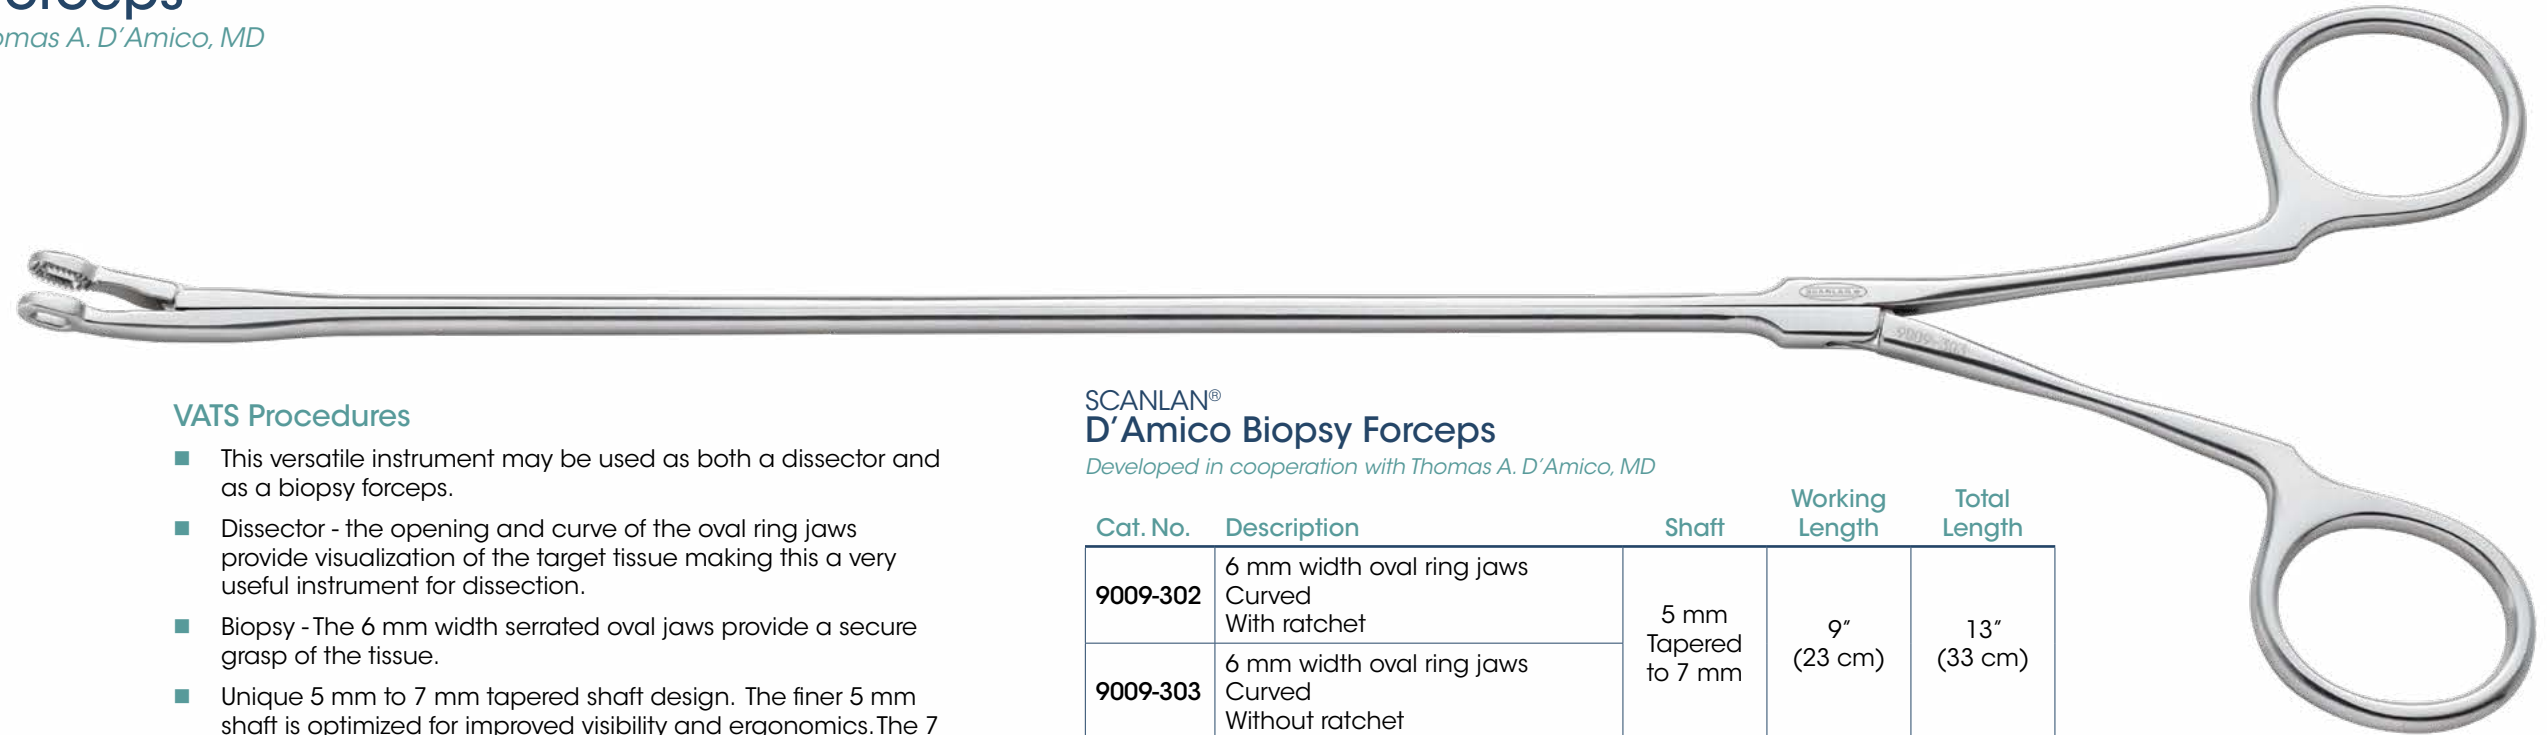 omas A. D'Amico, MD
SCANLAN®
9009-303
VATS Procedures
■ This versatile instrument may be used as both a dissector and
as a biopsy forceps.
■ Dissector - the opening and curve of the oval ring jaws
provide visualization of the target tissue making this a very
useful instrument for dissection.
■ Biopsy - The 6 mm width serrated oval jaws provide a secure
grasp of the tissue.
■ Unique 5 mm to 7 mm tapered shaft design. The finer 5 mm
shaft is optimized for improved visibility and ergonomics. The 7
SCANLAN®
D'Amico Biopsy Forceps
Developed in cooperation with Thomas A. D'Amico, MD
Cat. No. Description Shaft Working Length Total Length
9009-302
6 mm width oval ring jaws
Curved
With ratchet
9009-303
6 mm width oval ring jaws
Curved
Without ratchet
5 mm
Tapered
to 7 mm
9″
(23 cm)
13″
(33 cm)